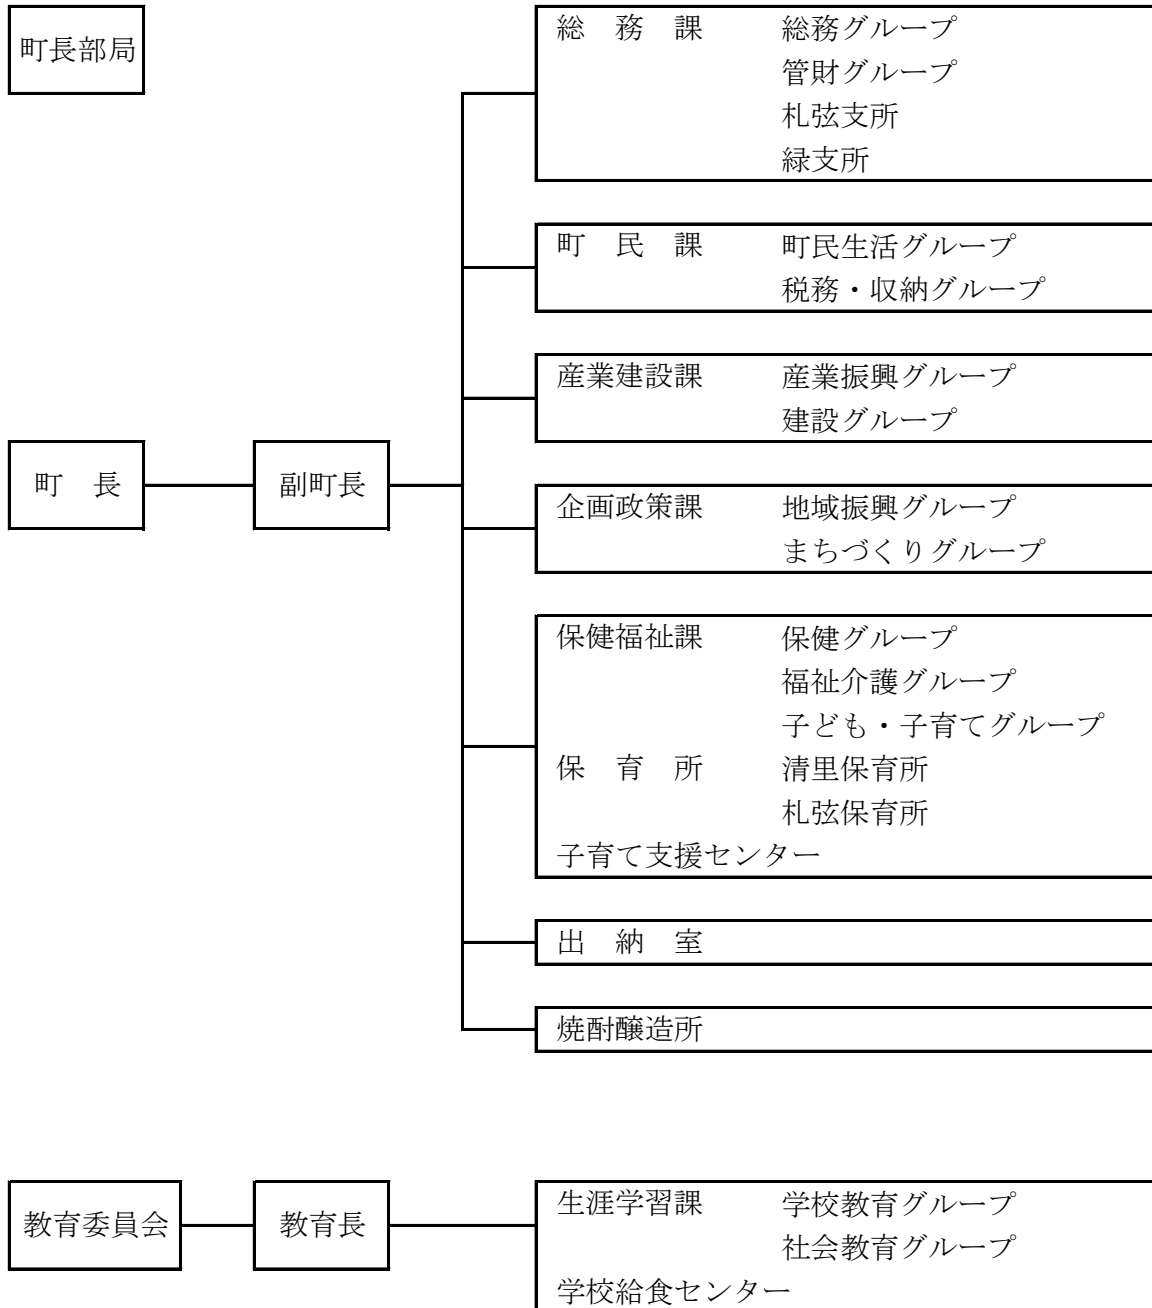 町長部局
総　務　課　　総務グループ
管財グループ
札弦支所
緑支所
町　民　課　　町民生活グループ
税務・収納グループ
産業建設課　　産業振興グループ
建設グループ
町　長　　副町長
企画政策課　　地域振興グループ
まちづくりグループ
保健福祉課　　保健グループ
福祉介護グループ
子ども・子育てグループ
保　育　所　　清里保育所
札弦保育所
子育て支援センター
出　納　室
焼酎醸造所
教育委員会　　教育長
生涯学習課　　学校教育グループ
社会教育グループ
学校給食センター